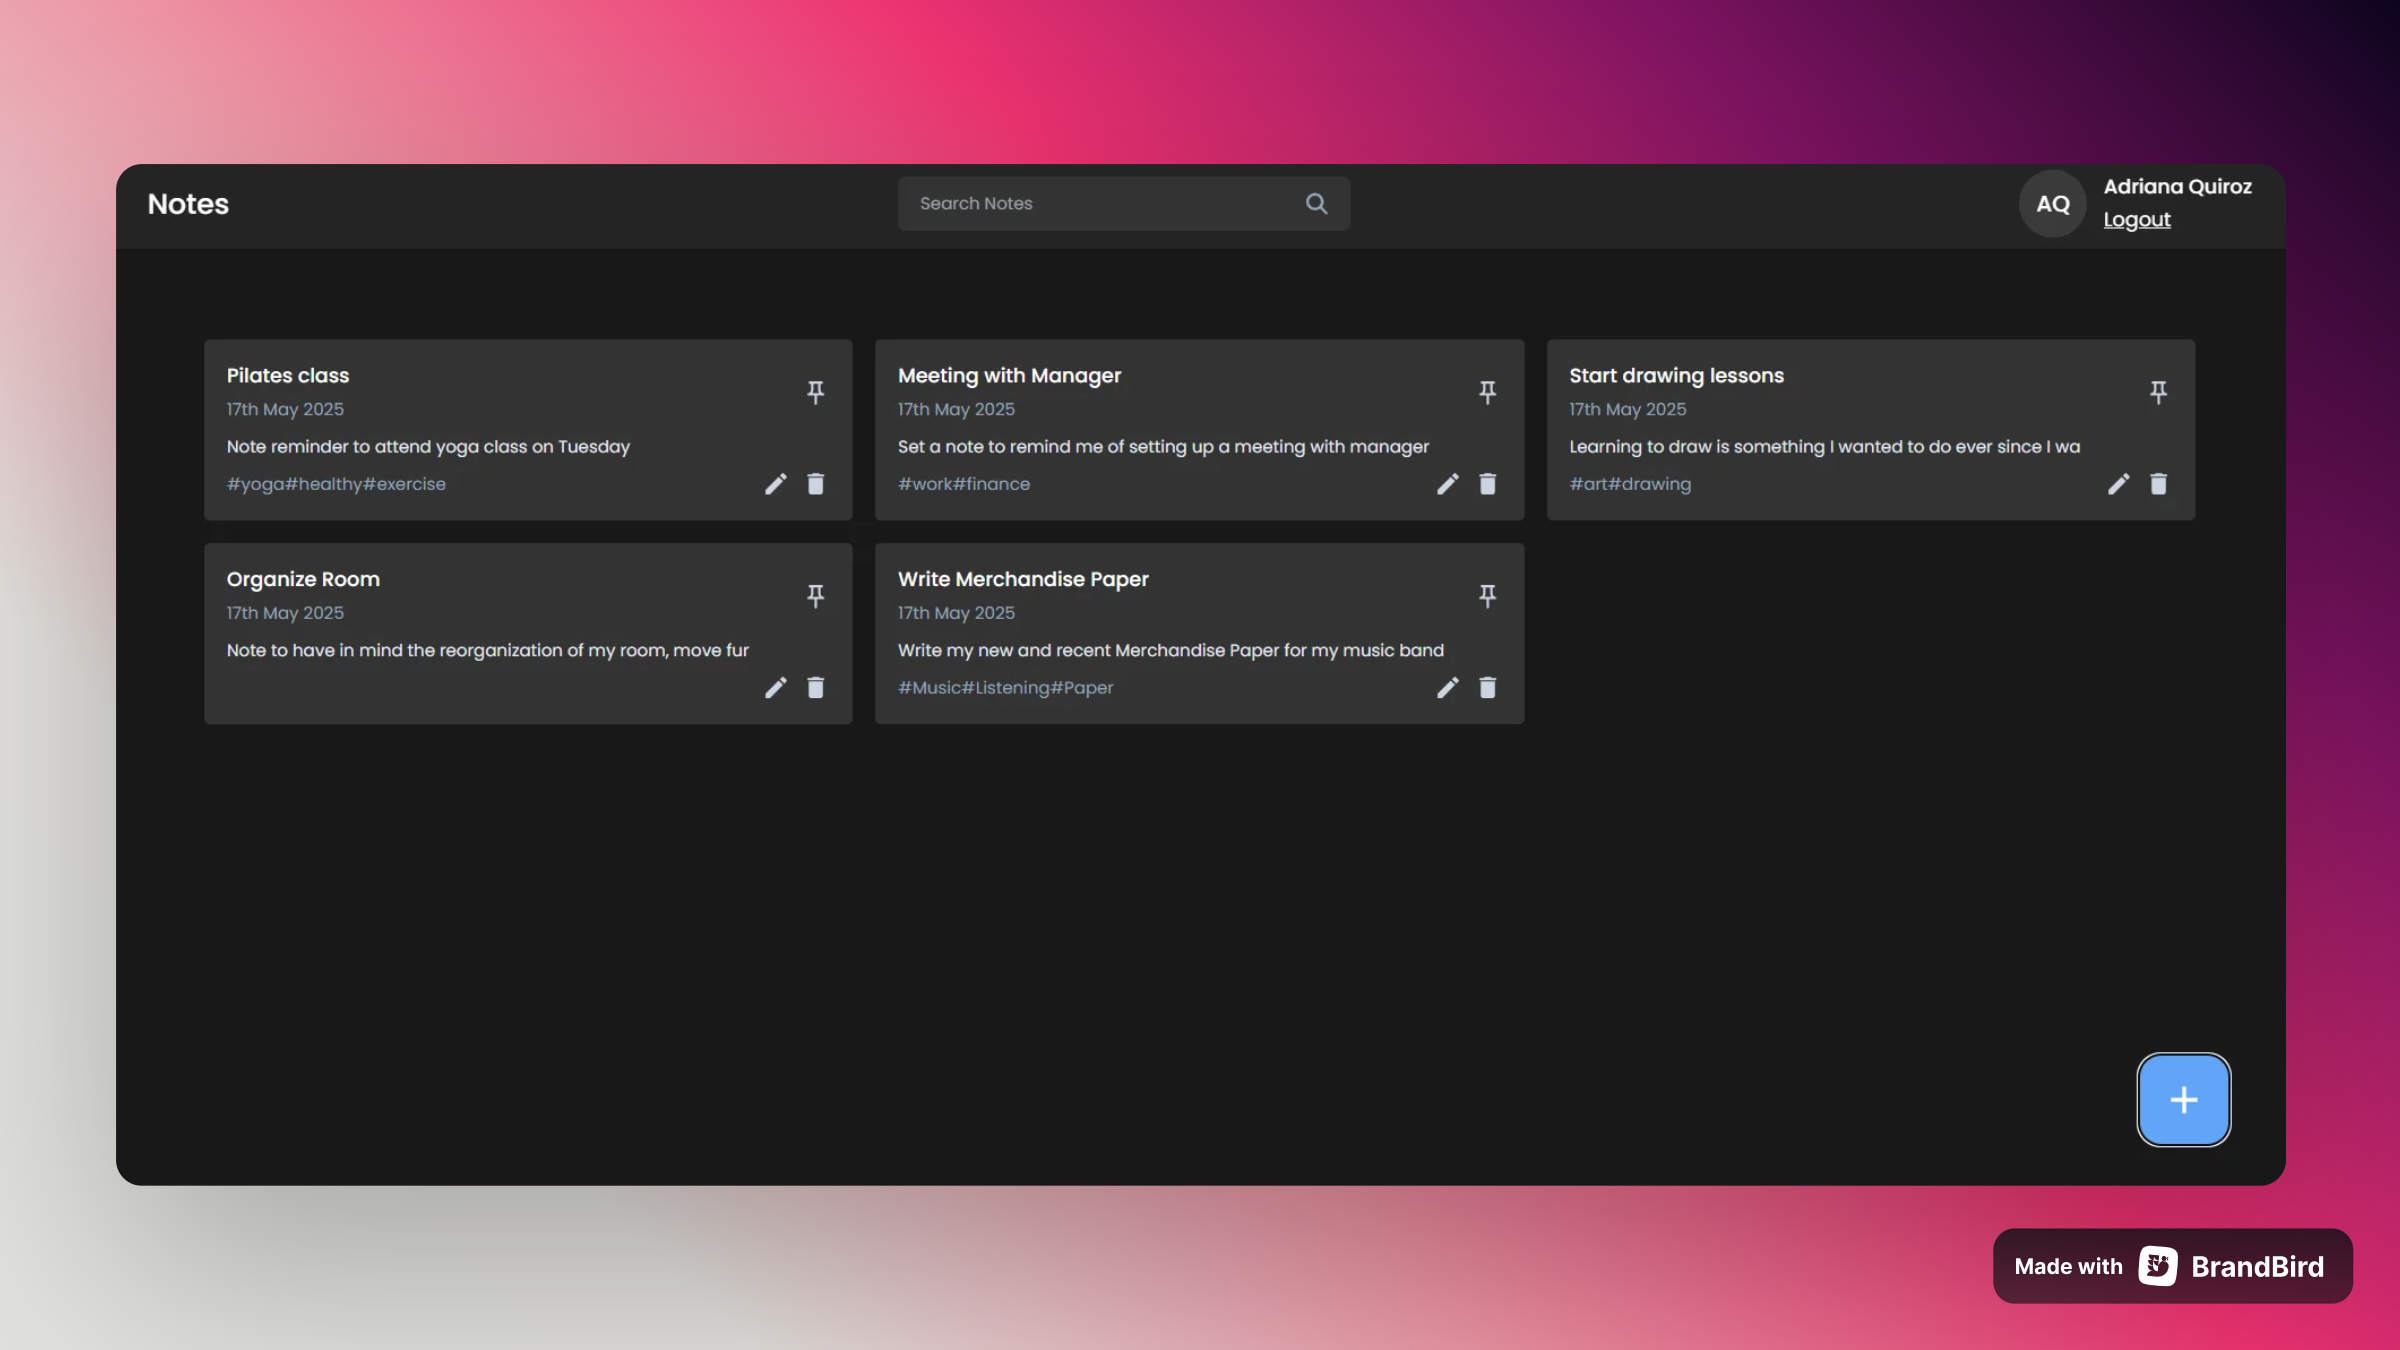 Notes
Search Notes
AQ
Adriana Quiroz
Logout
Pilates class
17th May 2025
Note reminder to attend yoga class on Tuesday
#yoga#healthy#exercise
Meeting with Manager
17th May 2025
Set a note to remind me of setting up a meeting with manager
#work#finance
Start drawing lessons
17th May 2025
Learning to draw is something I wanted to do ever since I wa
#art#drawing
Organize Room
17th May 2025
Note to have in mind the reorganization of my room, move fur
Write Merchandise Paper
17th May 2025
Write my new and recent Merchandise Paper for my music band
#Music#Listening#Paper
Made with BrandBird